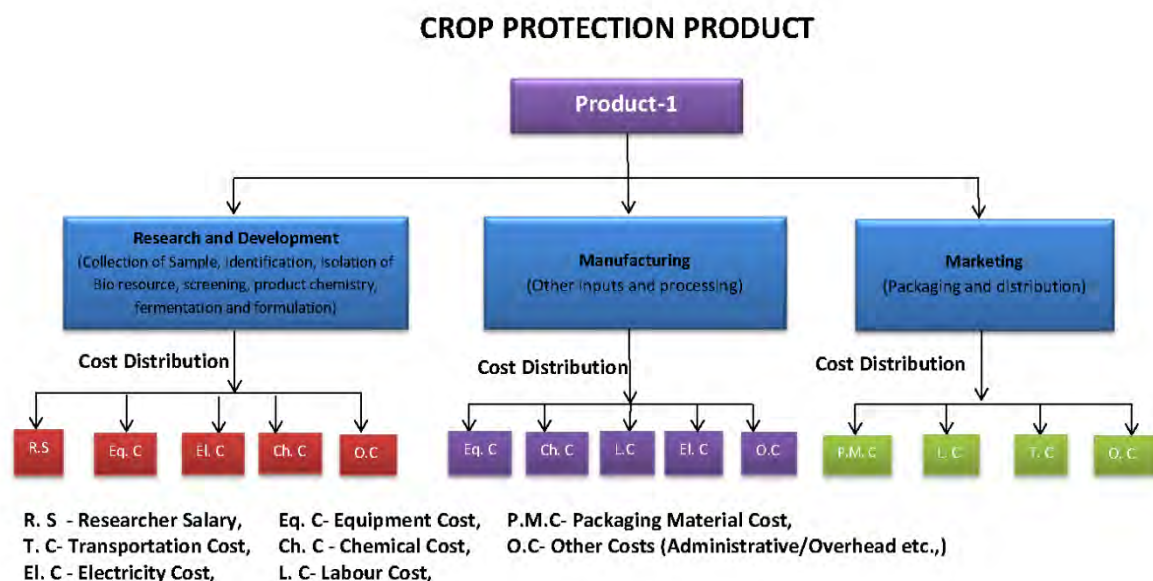 CROP PROTECTION PRODUCT
Product-1
Research and Development
(Collection of Sample, Identification, Isolation of
Bio resource, screening, product chemistry,
fermentation and formulation)
Manufacturing
(Other inputs and processing)
Marketing
(Packaging and distribution)
Cost Distribution
Cost Distribution
Cost Distribution
R.S
Eq. C
El. C
Ch. C
O.C
Eq. C
Ch. C
L.C
El. C
O.C
P.M. C
L. C
T. C
O. C
R. S - Researcher Salary, Eq. C- Equipment Cost, P.M.C- Packaging Material Cost,
T. C- Transportation Cost, Ch. C - Chemical Cost, O.C- Other Costs (Administrative/Overhead etc.,)
El. C - Electricity Cost, L. C- Labour Cost,